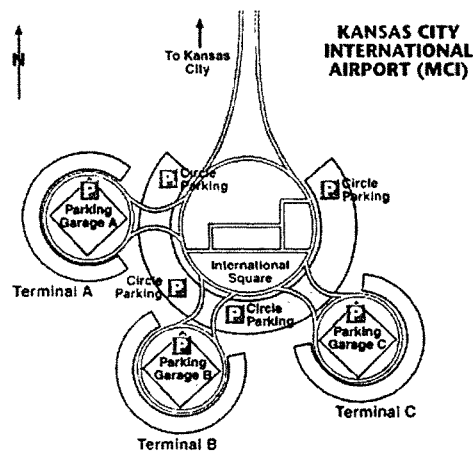 KANSAS CITY
INTERNATIONAL
AIRPORT (MCI)
N
To Kansas
City
P
Circle
Parking
P
Circle
Parking
P
Parking
Garage A
Terminal A
International
Square
Circle
Parking
P
P
Circle
Parking
P
Parking
Garage B
Terminal B
P
Parking
Garage C
Terminal C